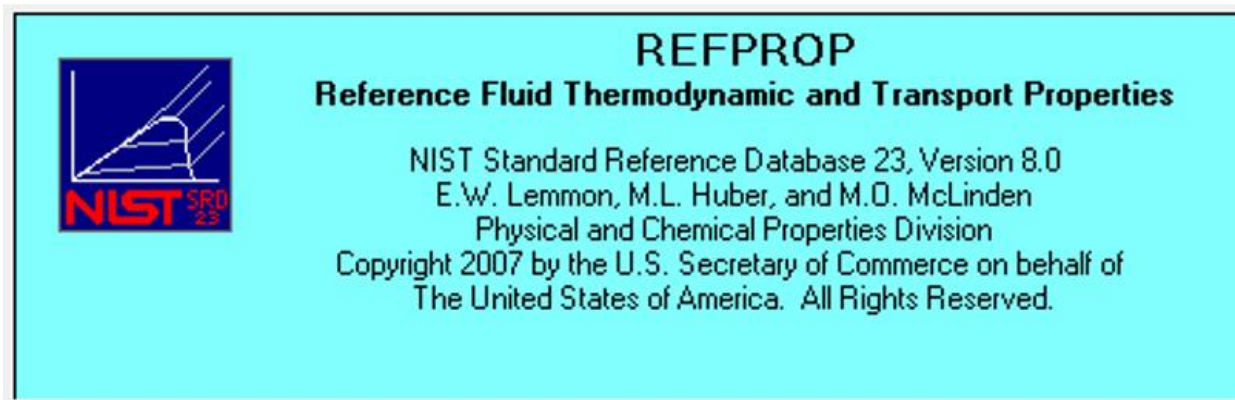 REFPROP
Reference Fluid Thermodynamic and Transport Properties
NIST Standard Reference Database 23, Version 8.0
E.W. Lemmon, M.L. Huber, and M.O. McLinden
Physical and Chemical Properties Division
Copyright 2007 by the U.S. Secretary of Commerce on behalf of
The United States of America.  All Rights Reserved.
NIST SRD
23